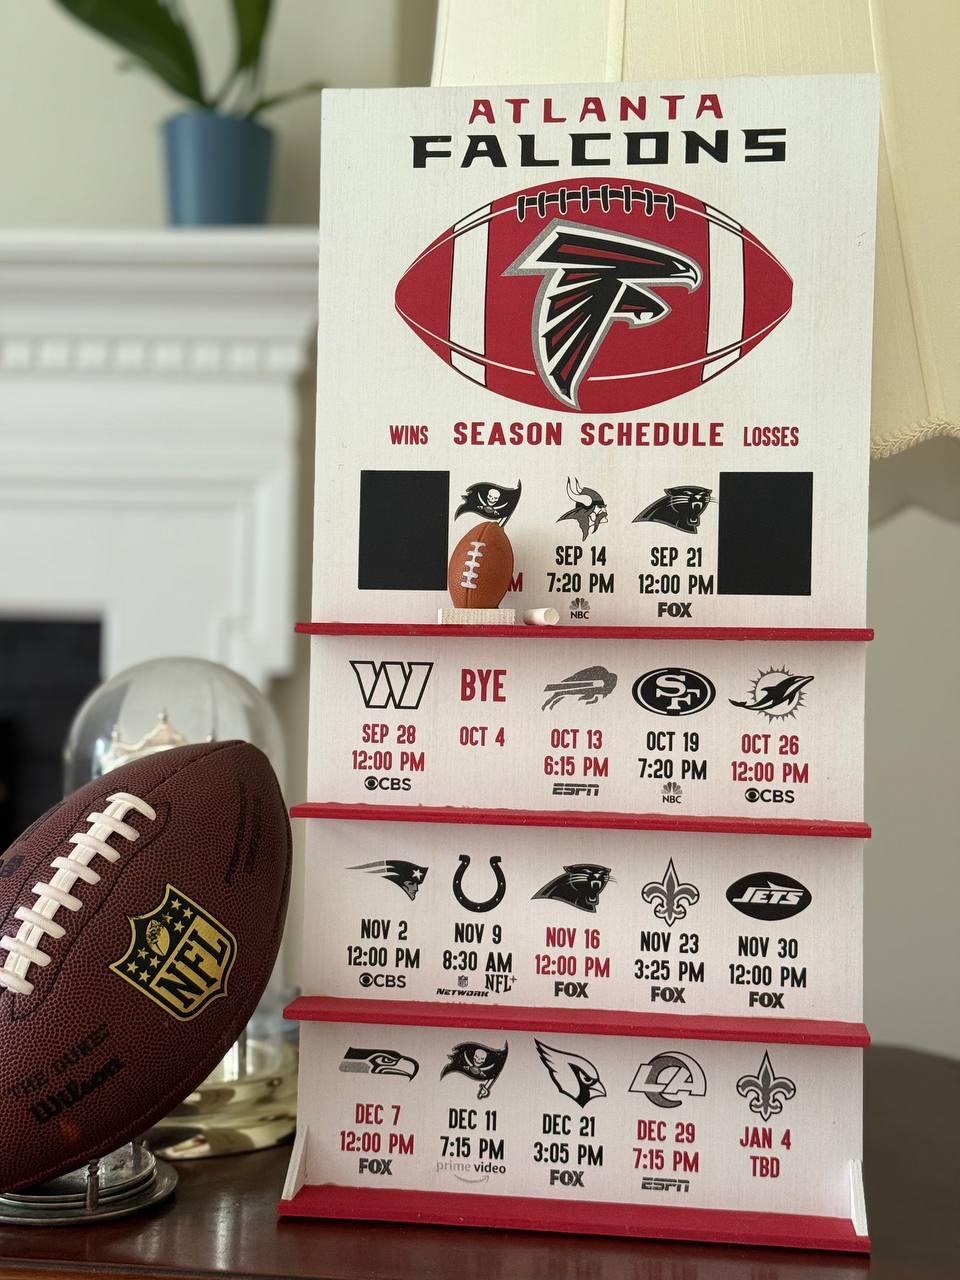 ATLANTA
FALCONS
WINS SEASON SCHEDULE LOSSES
M
SEP 14
7:20 PM
NBC
SEP 21
12:00 PM
FOX
W
SEP 28
12:00 PM
CBS
BYE
OCT 4
OCT 13
6:15 PM
ESPN
SF
OCT 19
7:20 PM
NBC
OCT 26
12:00 PM
CBS
NOV 2
12:00 PM
CBS
NOV 9
8:30 AM
NFL
NETWORK
NFL+
NOV 16
12:00 PM
FOX
NOV 23
3:25 PM
FOX
JETS
NOV 30
12:00 PM
FOX
DEC 7
12:00 PM
FOX
DEC 11
7:15 PM
prime video
DEC 21
3:05 PM
FOX
LA
DEC 29
7:15 PM
ESPN
JAN 4
TBD
NFL
THE DUKE
Wilson